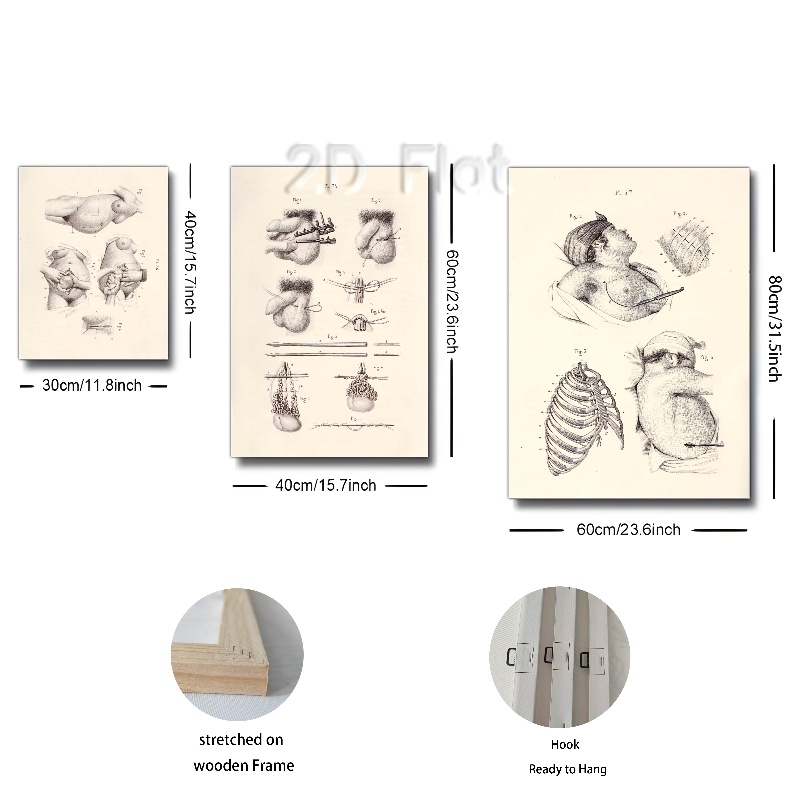 2D Flat
40cm/15.7inch
30cm/11.8inch
60cm/23.6inch
40cm/15.7inch
80cm/31.5inch
60cm/23.6inch
stretched on
wooden Frame
Hook
Ready to Hang